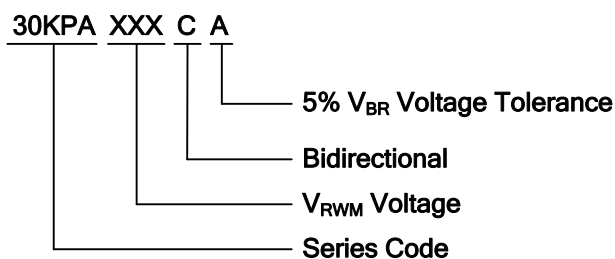 30KPA XXX C A
5% VBR Voltage Tolerance
Bidirectional
VRWM Voltage
Series Code